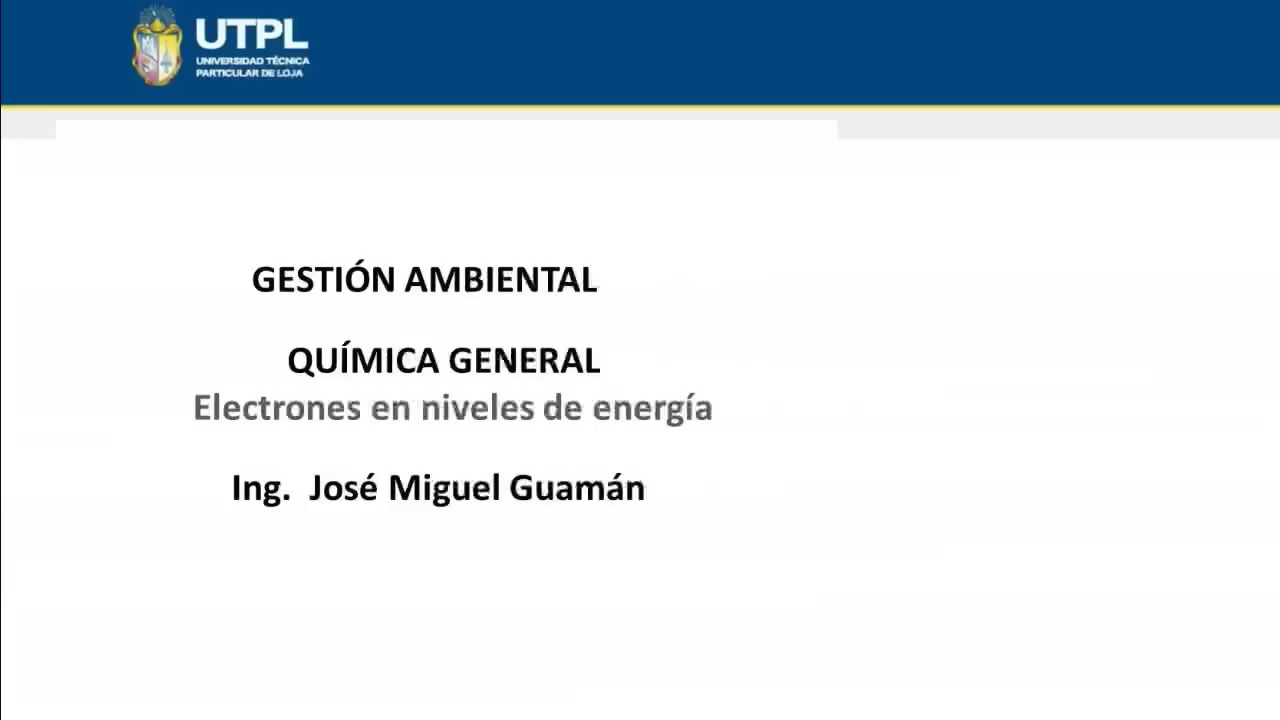 UTPL
UNIVERSIDAD TÉCNICA
PARTICULAR DE LOJA
GESTIÓN AMBIENTAL
QUÍMICA GENERAL
Electrones en niveles de energía
Ing. José Miguel Guamán